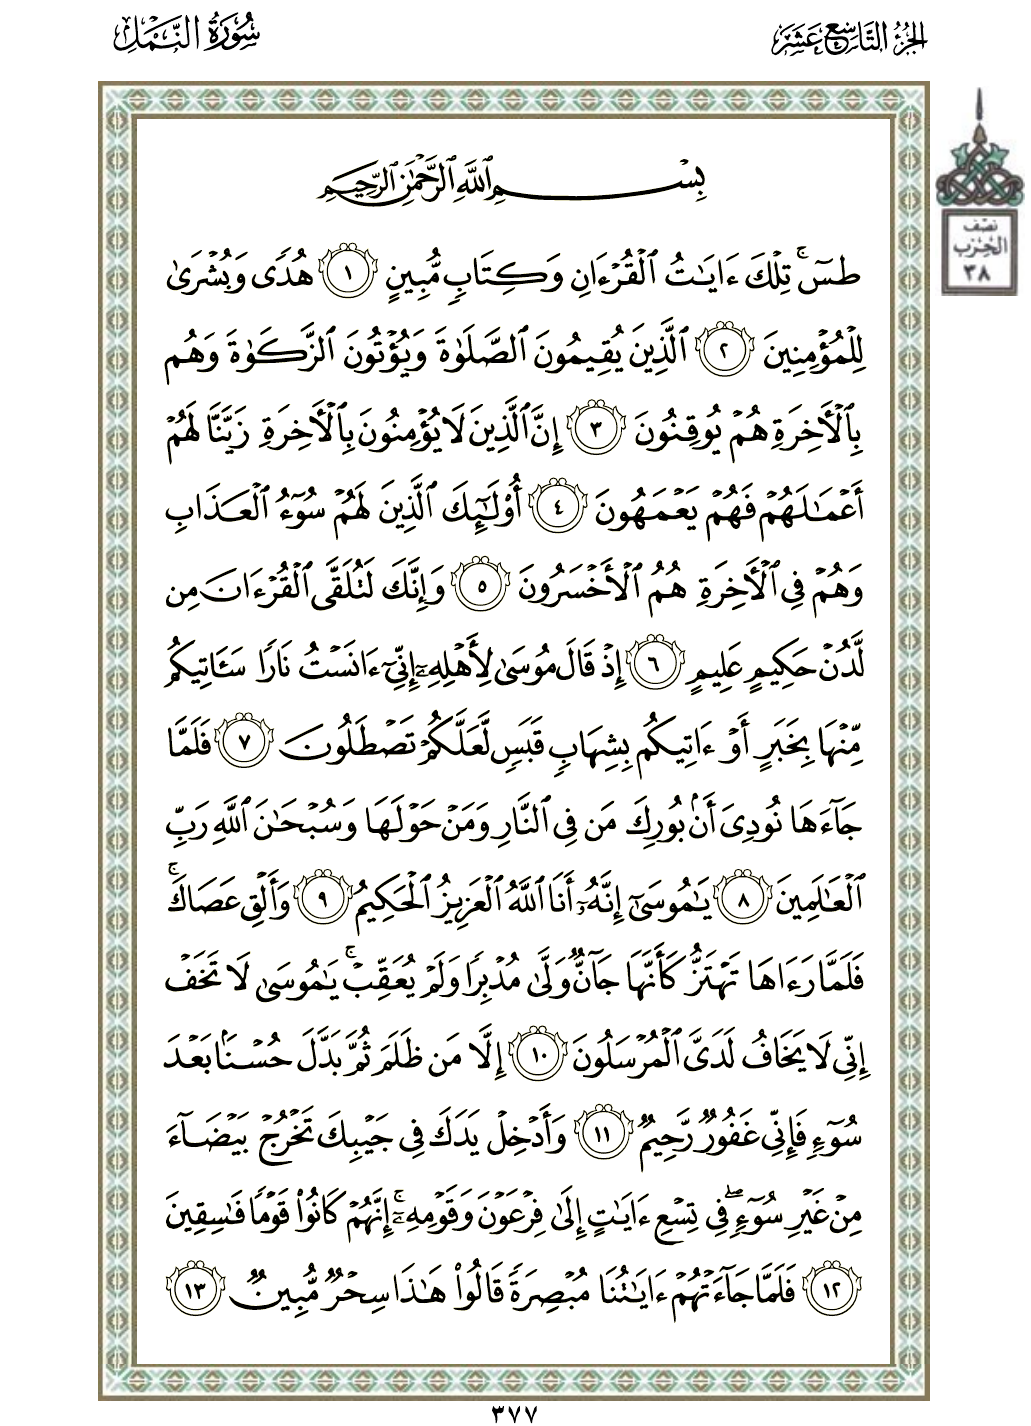 الجزء التاسع عشر
سورة النمل
نصف
الحزب
٣٨
بِسْمِ ٱللَّهِ ٱلرَّحْمَٰنِ ٱلرَّحِيمِ
طسٓ ۚ تِلْكَ ءَايَـٰتُ ٱلْقُرْءَانِ وَكِتَابٍ مُّبِينٍ ١ هُدًى وَبُشْرَىٰ
لِلْمُؤْمِنِينَ ٢ ٱلَّذِينَ يُقِيمُونَ ٱلصَّلَوٰةَ وَيُؤْتُونَ ٱلزَّكَوٰةَ وَهُم
بِٱلْـَٔاخِرَةِ هُمْ يُوقِنُونَ ٣ إِنَّ ٱلَّذِينَ لَا يُؤْمِنُونَ بِٱلْـَٔاخِرَةِ زَيَّنَّا لَهُمْ
أَعْمَـٰلَهُمْ فَهُمْ يَعْمَهُونَ ٤ أُو۟لَـٰٓئِكَ ٱلَّذِينَ لَهُمْ سُوٓءُ ٱلْعَذَابِ
وَهُمْ فِى ٱلْـَٔاخِرَةِ هُمُ ٱلْأَخْسَرُونَ ٥ وَإِنَّكَ لَتُلَقَّى ٱلْقُرْءَانَ مِن
لَّدُنْ حَكِيمٍ عَلِيمٍ ٦ إِذْ قَالَ مُوسَىٰ لِأَهْلِهِۦٓ إِنِّىٓ ءَانَسْتُ نَارًا سَـَٔاتِيكُم
مِّنْهَا بِخَبَرٍ أَوْ ءَاتِيكُم بِشِهَابٍ قَبَسٍ لَّعَلَّكُمْ تَصْطَلُونَ ٧ فَلَمَّا
جَآءَهَا نُودِىَ أَنۢ بُورِكَ مَن فِى ٱلنَّارِ وَمَنْ حَوْلَهَا وَسُبْحَـٰنَ ٱللَّهِ رَبِّ
ٱلْعَـٰلَمِينَ ٨ يَـٰمُوسَىٰٓ إِنَّهُۥٓ أَنَا ٱللَّهُ ٱلْعَزِيزُ ٱلْحَكِيمُ ٩ وَأَلْقِ عَصَاكَ ۚ
فَلَمَّا رَءَاهَا تَهْتَزُّ كَأَنَّهَا جَآنٌّ وَلَّىٰ مُدْبِرًا وَلَمْ يُعَقِّبْ ۚ يَـٰمُوسَىٰ لَا تَخَفْ
إِنِّى لَا يَخَافُ لَدَىَّ ٱلْمُرْسَلُونَ ١٠ إِلَّا مَن ظَلَمَ ثُمَّ بَدَّلَ حُسْنًۢا بَعْدَ
سُوٓءٍ فَإِنِّى غَفُورٌ رَّحِيمٌ ١١ وَأَدْخِلْ يَدَكَ فِى جَيْبِكَ تَخْرُجْ بَيْضَآءَ
مِنْ غَيْرِ سُوٓءٍ ۖ فِى تِسْعِ ءَايَـٰتٍ إِلَىٰ فِرْعَوْنَ وَقَوْمِهِۦٓ ۚ إِنَّهُمْ كَانُوا۟ قَوْمًا فَـٰسِقِينَ
١٢ فَلَمَّا جَآءَتْهُمْ ءَايَـٰتُنَا مُبْصِرَةً قَالُوا۟ هَـٰذَا سِحْرٌ مُّبِينٌ ١٣
٣٧٧